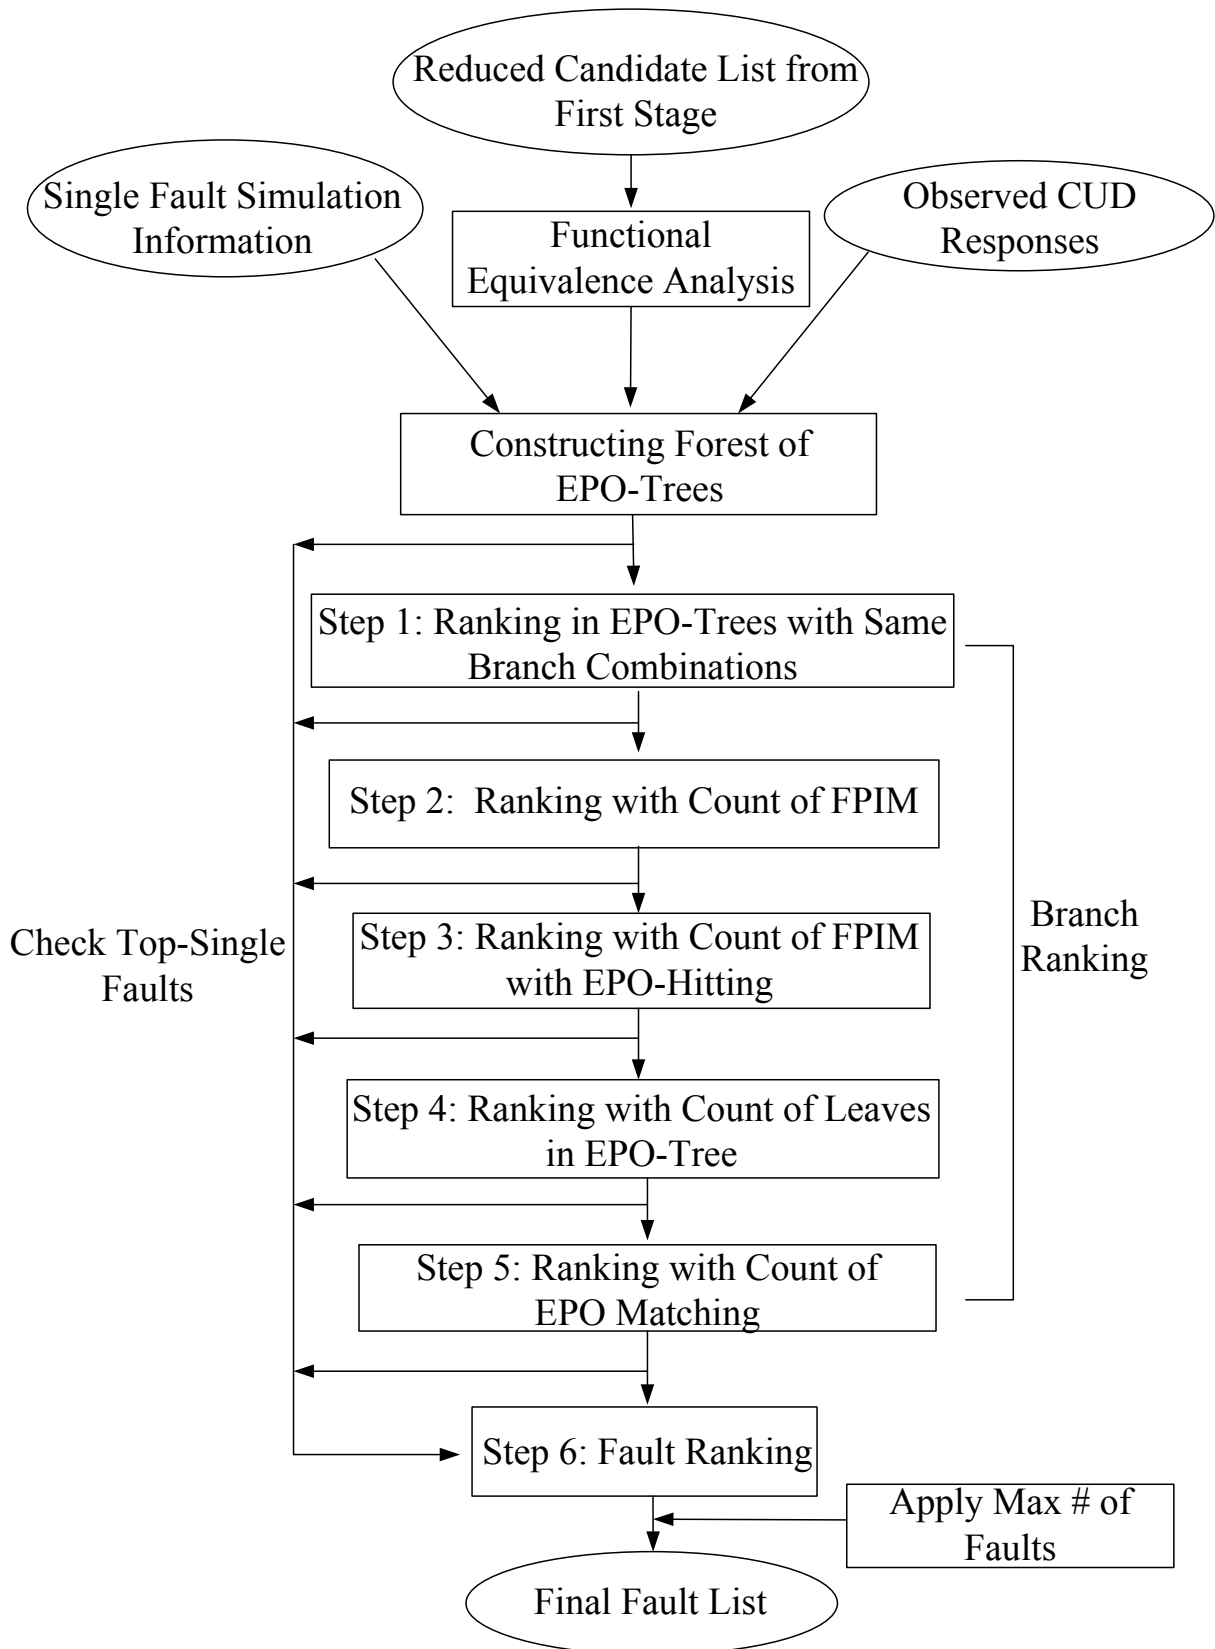 Reduced Candidate List from
First Stage
Single Fault Simulation
Information
Functional
Equivalence Analysis
Observed CUD
Responses
Constructing Forest of
EPO-Trees
Step 1: Ranking in EPO-Trees with Same
Branch Combinations
Step 2:  Ranking with Count of FPIM
Step 3: Ranking with Count of FPIM
with EPO-Hitting
Check Top-Single
Faults
Branch
Ranking
Step 4: Ranking with Count of Leaves
in EPO-Tree
Step 5: Ranking with Count of
EPO Matching
Step 6: Fault Ranking
Apply Max # of
Faults
Final Fault List